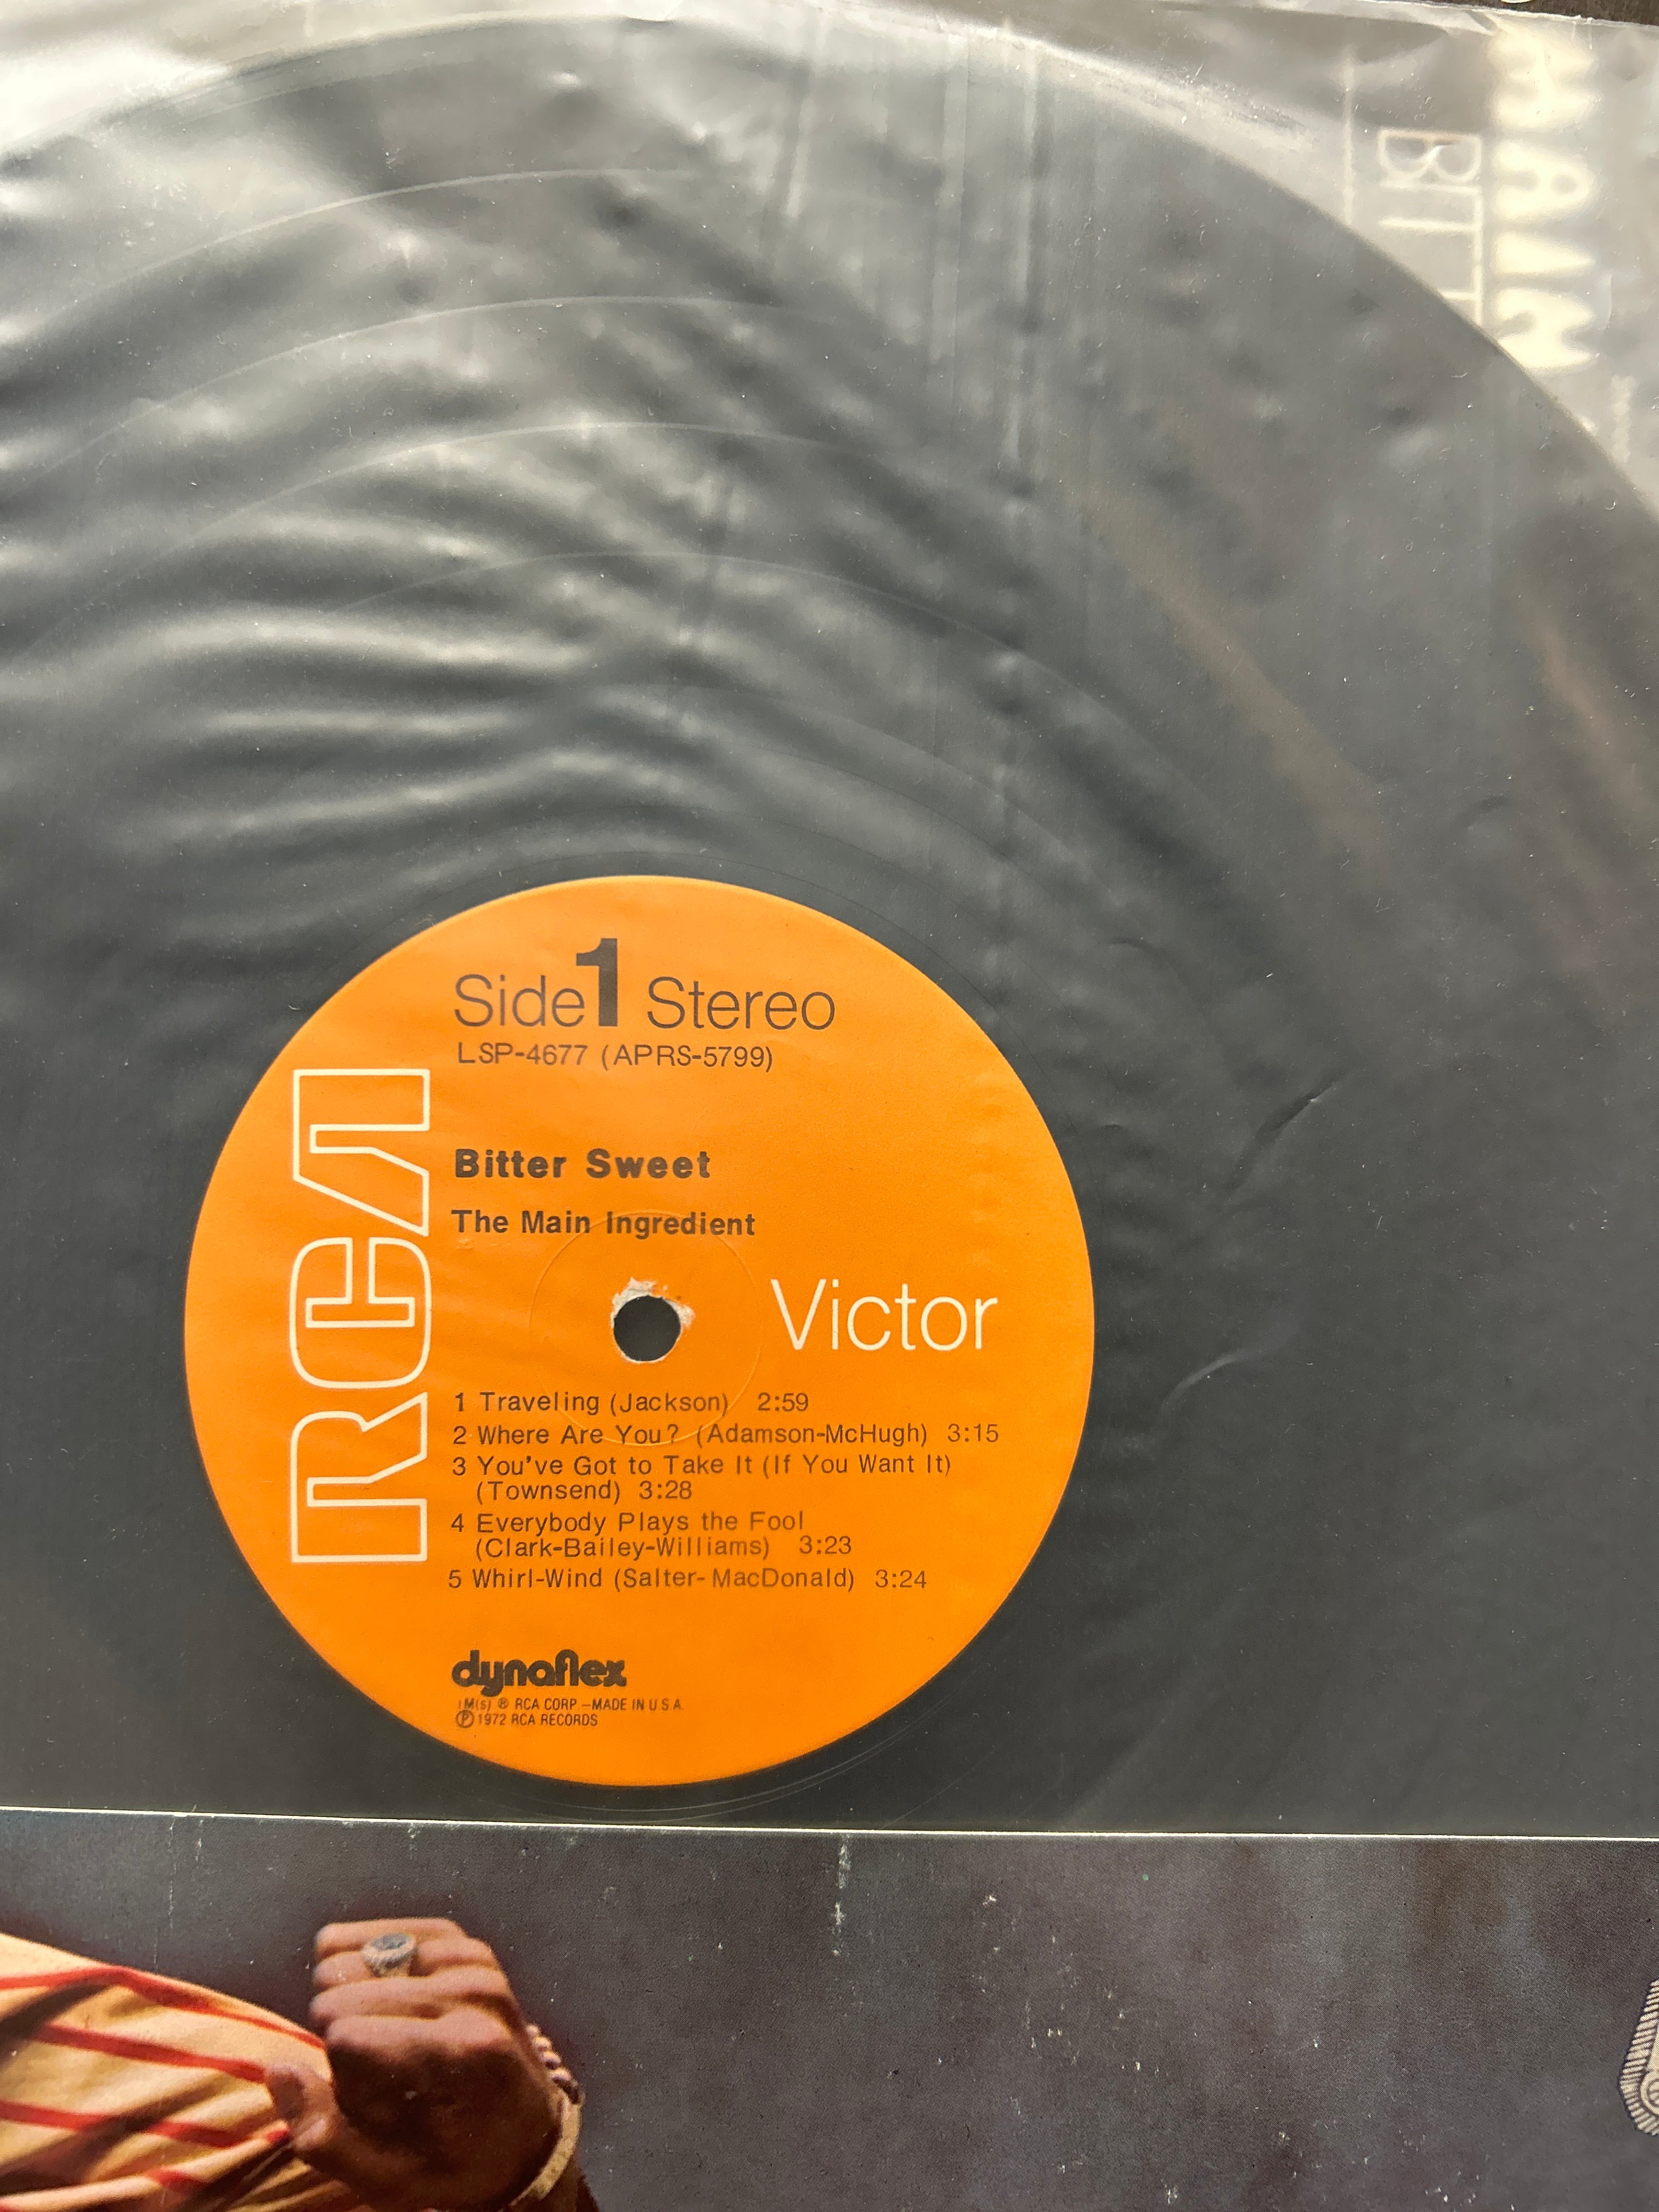 MAIN
BITT
Side 1 Stereo
LSP-4677 (APRS-5799)
RCA
Bitter Sweet
The Main Ingredient
Victor
1 Traveling (Jackson) 2:59
2 Where Are You? (Adamson-McHugh) 3:15
3 You've Got to Take It (If You Want It)
(Townsend) 3:28
4 Everybody Plays the Fool
(Clark-Bailey-Williams) 3:23
5 Whirl-Wind (Salter- MacDonald) 3:24
dynaflex
TM(s) ® RCA CORP —MADE IN U S A.
℗ 1972 RCA RECORDS